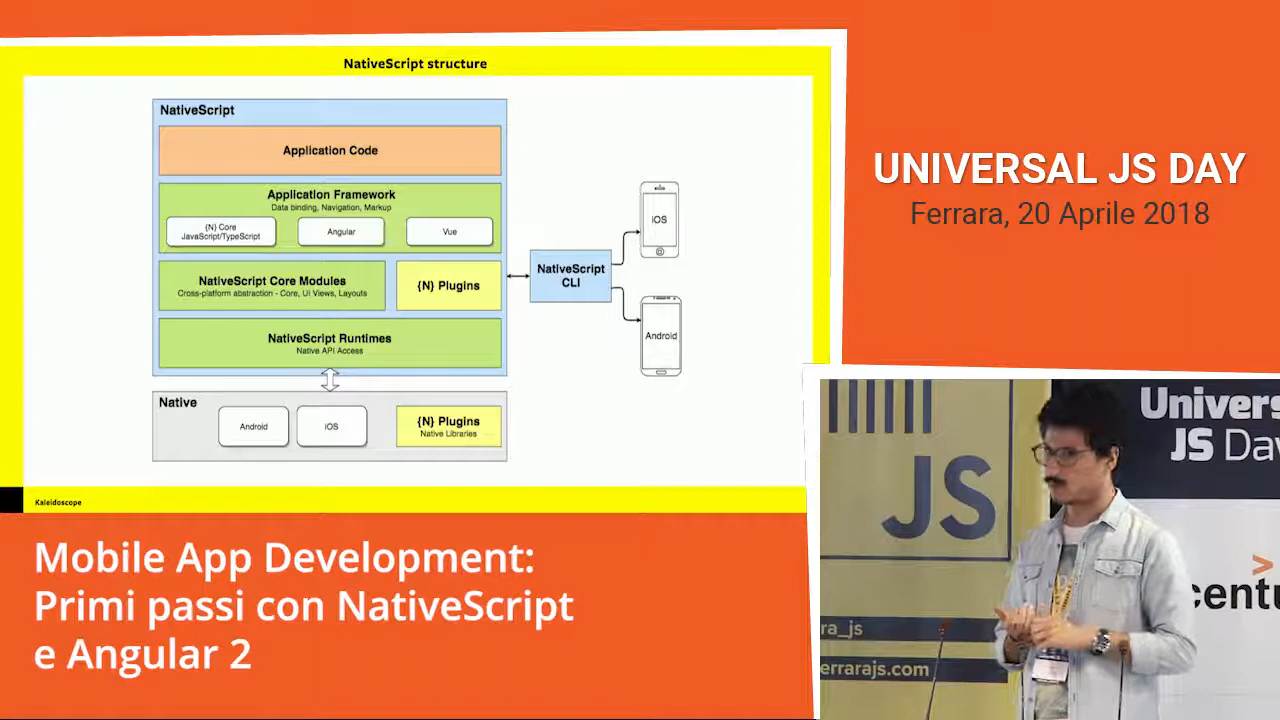 NativeScript structure
NativeScript
Application Code
Application Framework
Data binding, Navigation, Markup
{N} Core
JavaScript/TypeScript
Angular
Vue
NativeScript Core Modules
Cross-platform abstraction - Core, UI Views, Layouts
{N} Plugins
NativeScript Runtimes
Native API Access
NativeScript
CLI
iOS
Android
Native
Android
iOS
{N} Plugins
Native Libraries
Kaleidoscope
UNIVERSAL JS DAY
Ferrara, 20 Aprile 2018
Mobile App Development:
Primi passi con NativeScript
e Angular 2
JS
ra_js
errarajs.com
Univers
JS Da
>
centu